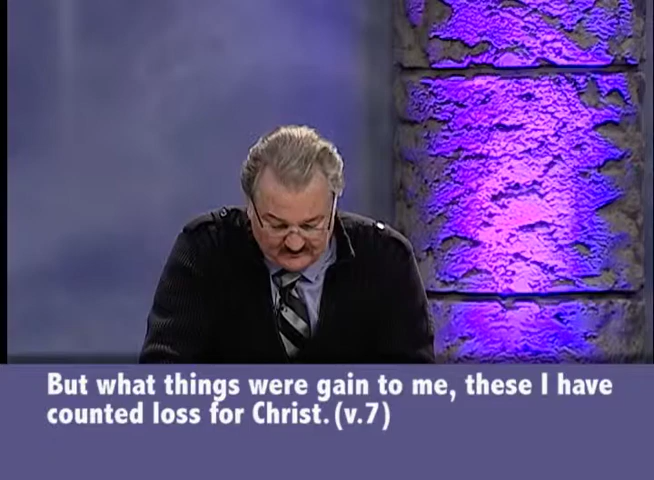 But what things were gain to me, these I have
counted loss for Christ. (v.7)